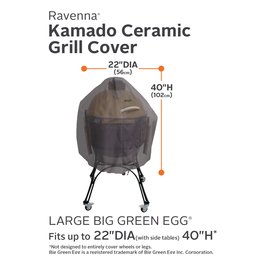 Ravenna®
Kamado Ceramic
Grill Cover
22"DIA
(56cm)
40"H
(102cm)
LARGE BIG GREEN EGG®
Fits up to 22"DIA(with side tables) 40"H*
*Not designed to entirely cover wheels or legs.
Big Green Egg is a registered trademark of Big Green Egg Inc. Corporation.